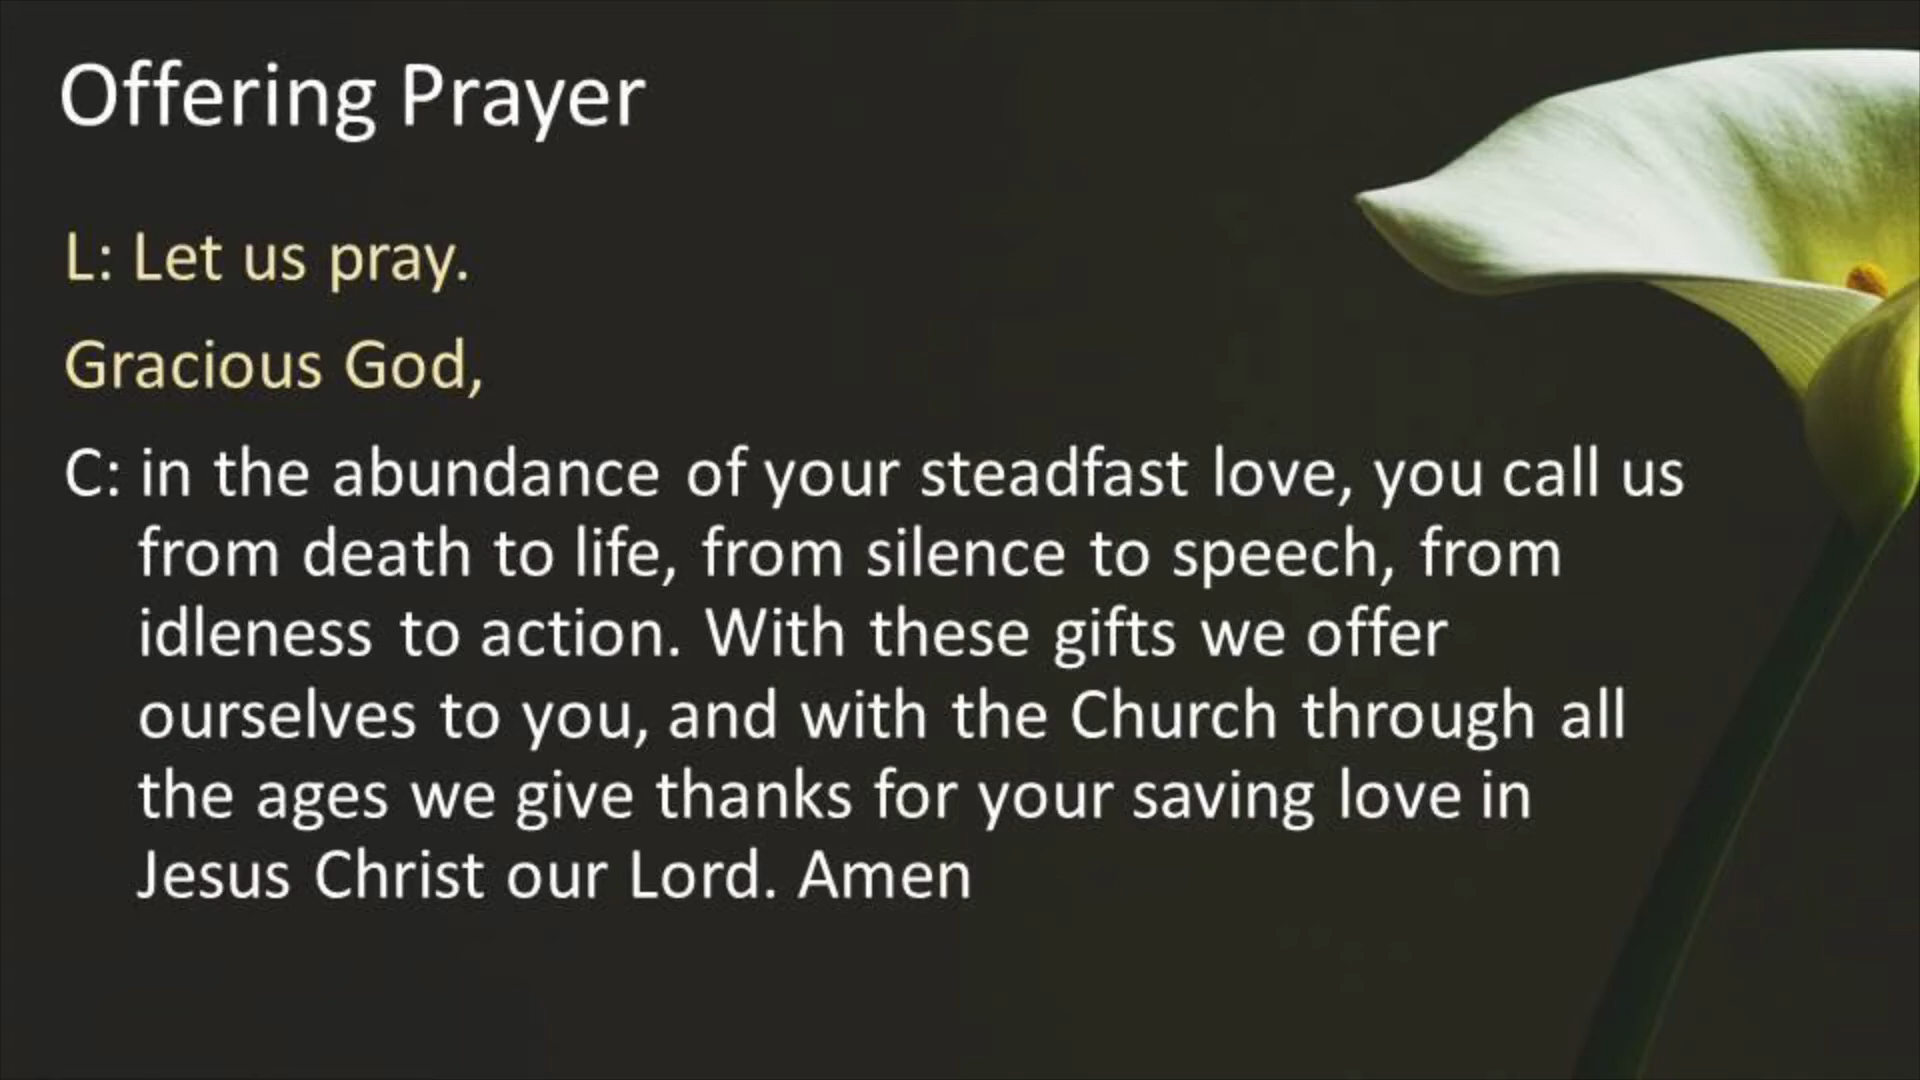 Offering Prayer
L: Let us pray.
Gracious God,
C: in the abundance of your steadfast love, you call us
from death to life, from silence to speech, from
idleness to action. With these gifts we offer
ourselves to you, and with the Church through all
the ages we give thanks for your saving love in
Jesus Christ our Lord. Amen